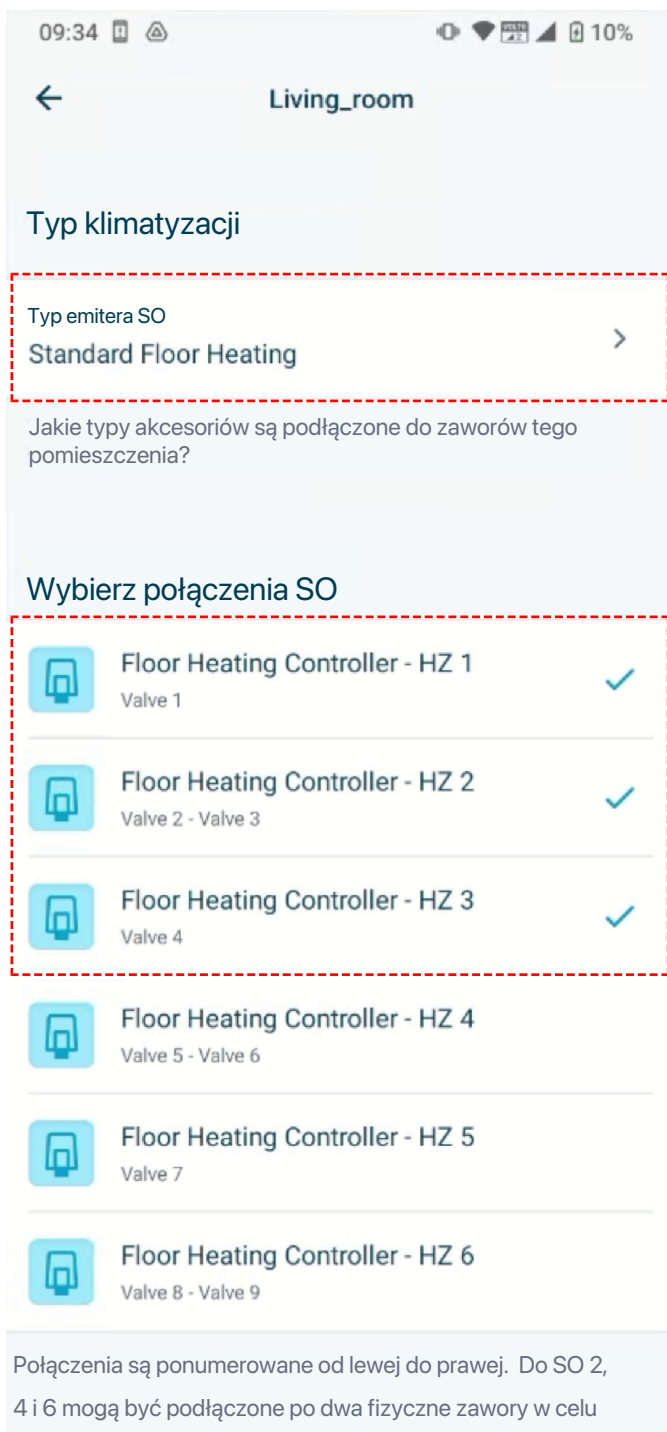 09:34 10%
Living_room
Typ klimatyzacji
Typ emitera SO
Standard Floor Heating
Jakie typy akcesoriów są podłączone do zaworów tego
pomieszczenia?
Wybierz połączenia SO
Floor Heating Controller - HZ 1
Valve 1
Floor Heating Controller - HZ 2
Valve 2 - Valve 3
Floor Heating Controller - HZ 3
Valve 4
Floor Heating Controller - HZ 4
Valve 5 - Valve 6
Floor Heating Controller - HZ 5
Valve 7
Floor Heating Controller - HZ 6
Valve 8 - Valve 9
Połączenia są ponumerowane od lewej do prawej. Do SO 2,
4 i 6 mogą być podłączone po dwa fizyczne zawory w celu